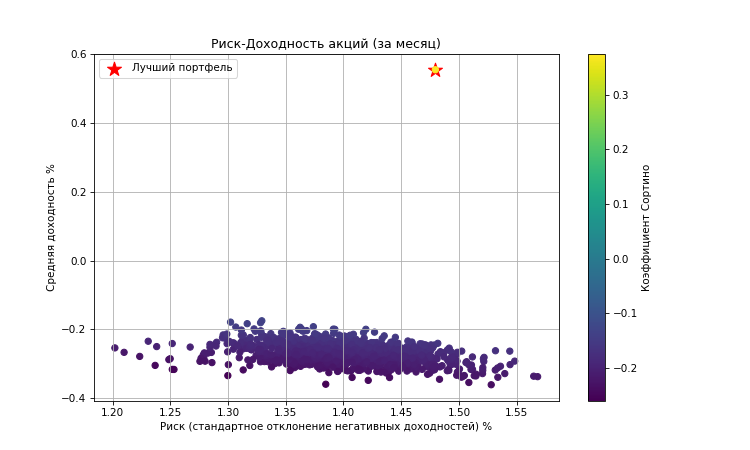 Риск-Доходность акций (за месяц)
Лучший портфель
Средняя доходность %
0.6
0.4
0.2
0.0
−0.2
−0.4
1.20 1.25 1.30 1.35 1.40 1.45 1.50 1.55
Риск (стандартное отклонение негативных доходностей) %
0.3
0.2
0.1
0.0
−0.1
−0.2
Коэффициент Сортино